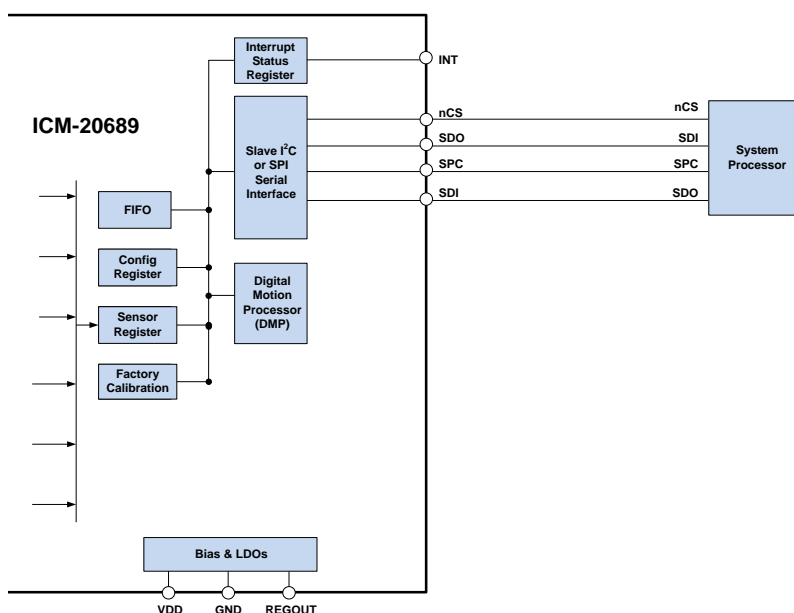 Interrupt
Status
Register
INT
ICM-20689
Slave I²C
or SPI
Serial
Interface
nCS
nCS
SDO
SDI
SPC
SPC
SDI
SDO
System
Processor
FIFO
Config
Register
Digital
Motion
Processor
(DMP)
Sensor
Register
Factory
Calibration
Bias & LDOs
VDD
GND
REGOUT